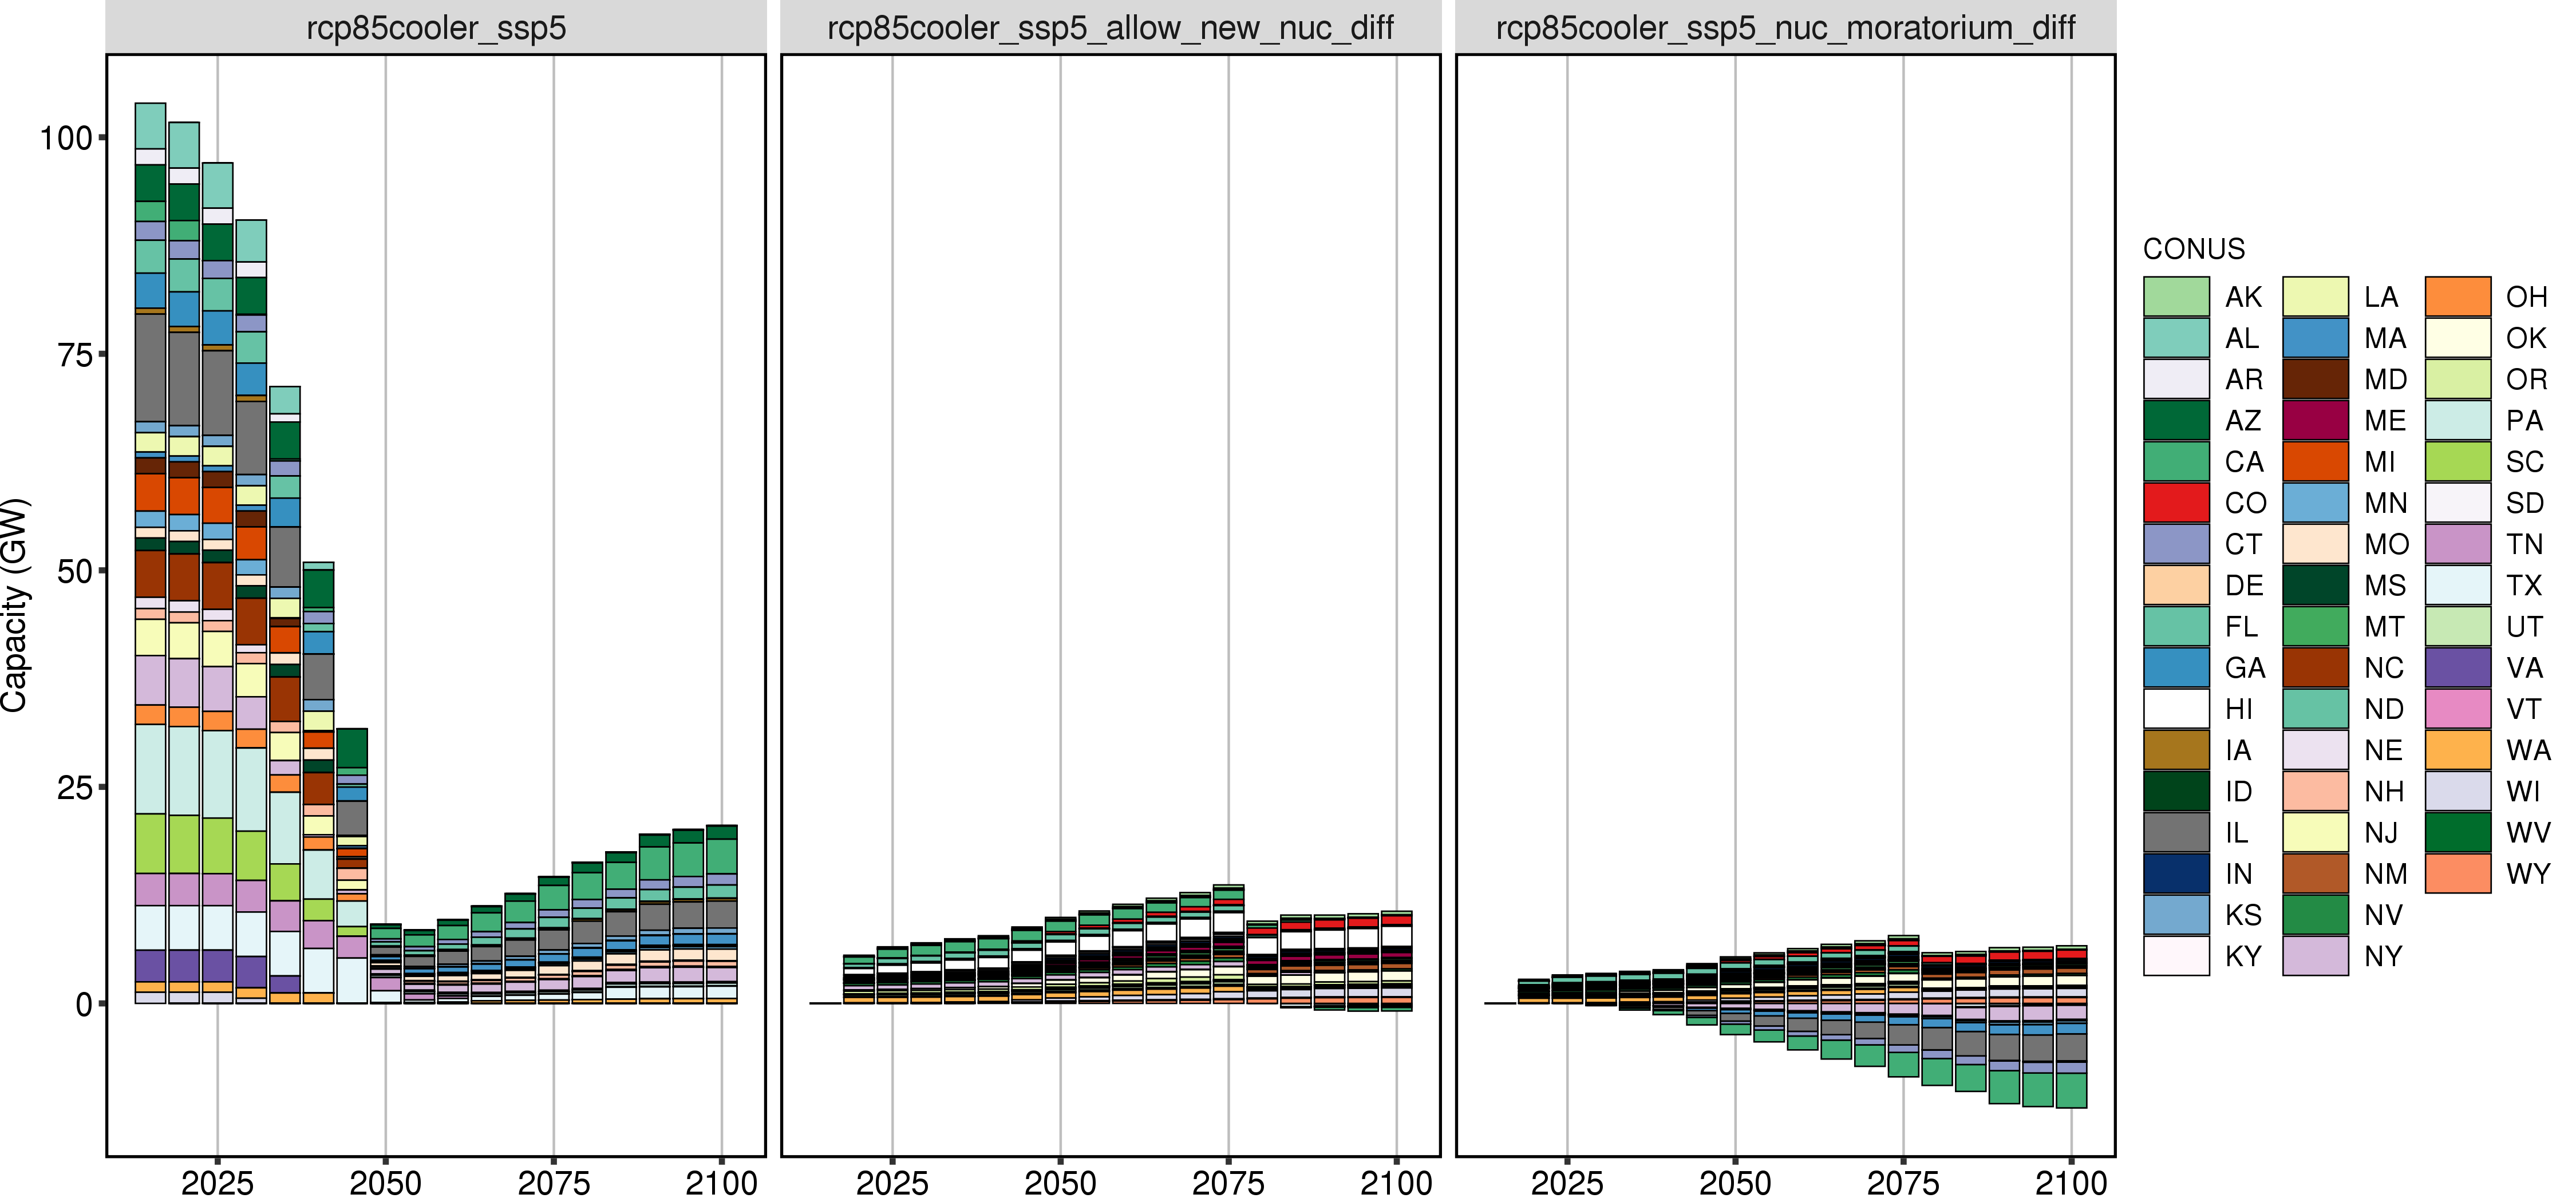 rcp85cooler_ssp5 rcp85cooler_ssp5_allow_new_nuc_diff rcp85cooler_ssp5_nuc_moratorium_diff
Capacity (GW)
100
75
50
25
0
2025 2050 2075 2100 2025 2050 2075 2100 2025 2050 2075 2100
CONUS
AK LA OH
AL MA OK
AR MD OR
AZ ME PA
CA MI SC
CO MN SD
CT MO TN
DE MS TX
FL MT UT
GA NC VA
HI ND VT
IA NE WA
ID NH WI
IL NJ WV
IN NM WY
KS NV
KY NY